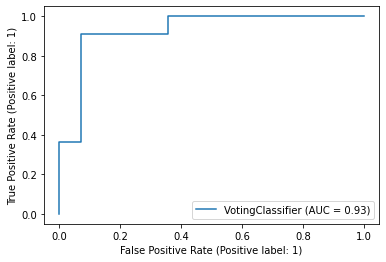 True Positive Rate (Positive label: 1)
1.0
0.8
0.6
0.4
0.2
0.0
VotingClassifier (AUC = 0.93)
0.0 0.2 0.4 0.6 0.8 1.0
False Positive Rate (Positive label: 1)